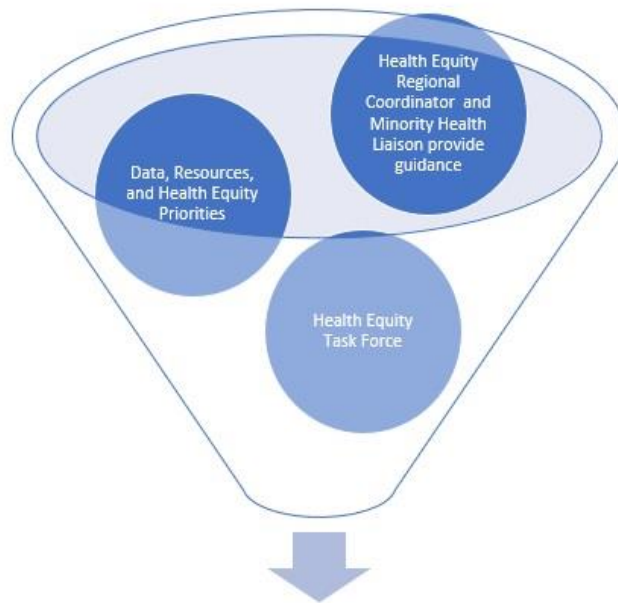 Health Equity
Regional
Coordinator and
Minority Health
Liaison provide
guidance
Data, Resources,
and Health Equity
Priorities
Health Equity
Task Force